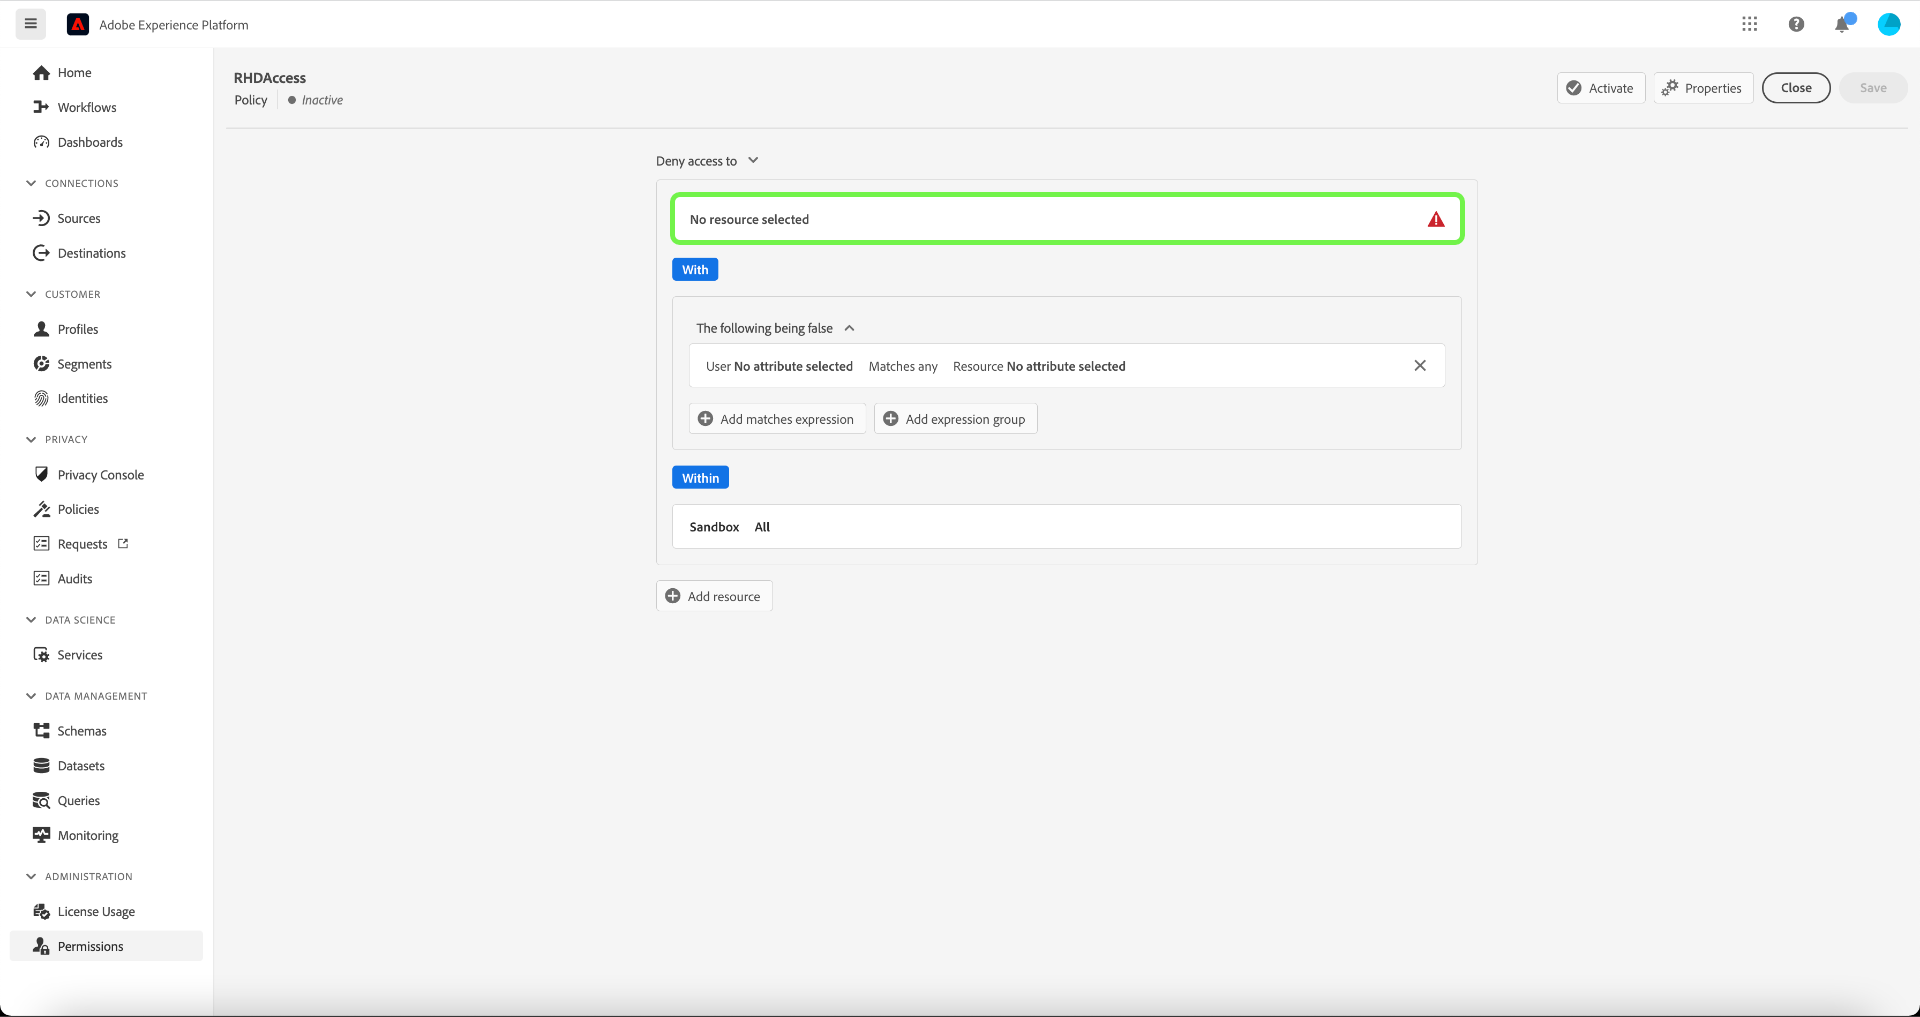 Adobe Experience Platform
Home
Workflows
Dashboards
CONNECTIONS
Sources
Destinations
CUSTOMER
Profiles
Segments
Identities
PRIVACY
Privacy Console
Policies
Requests
Audits
DATA SCIENCE
Services
DATA MANAGEMENT
Schemas
Datasets
Queries
Monitoring
ADMINISTRATION
License Usage
Permissions
RHDAccess
Policy Inactive
Activate Properties Close Save
Deny access to
No resource selected
With
The following being false
User No attribute selected Matches any Resource No attribute selected
Add matches expression Add expression group
Within
Sandbox All
Add resource